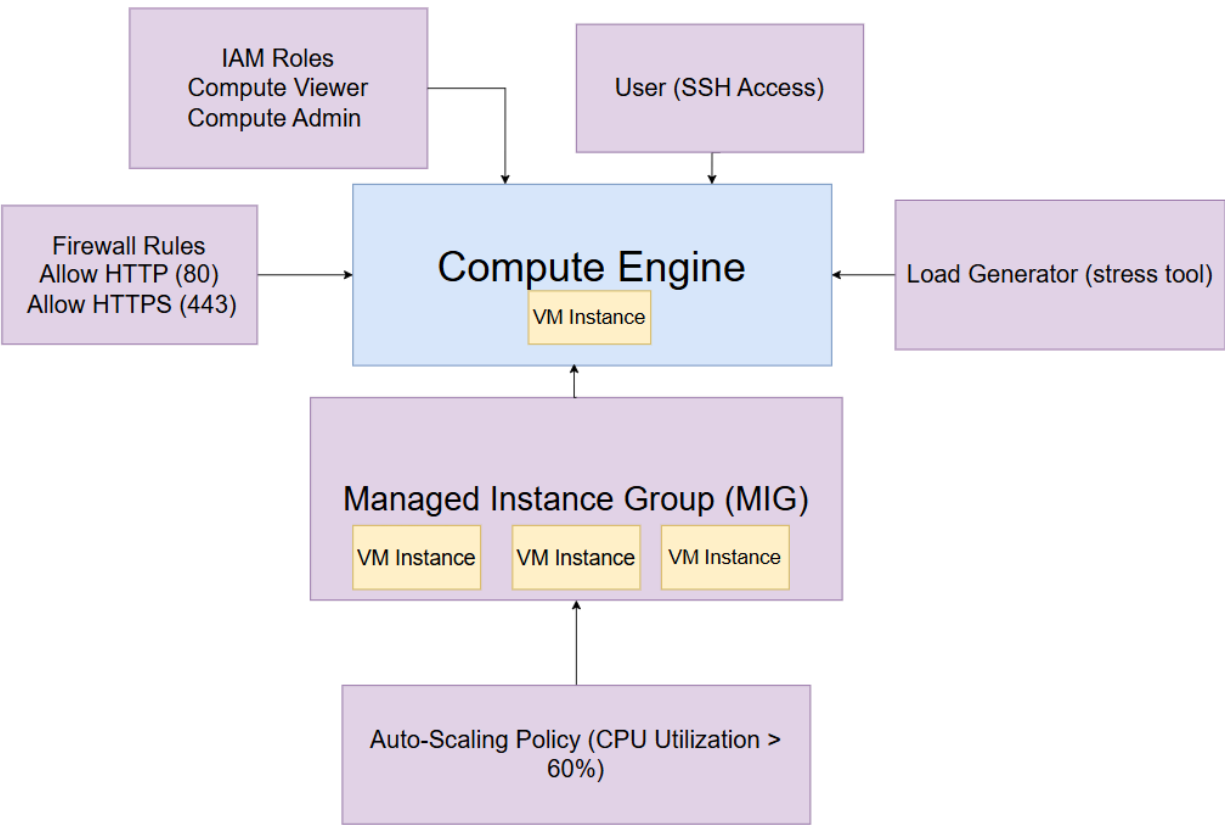 IAM Roles
Compute Viewer
Compute Admin
User (SSH Access)
Firewall Rules
Allow HTTP (80)
Allow HTTPS (443)
Compute Engine
VM Instance
Load Generator (stress tool)
Managed Instance Group (MIG)
VM Instance
VM Instance
VM Instance
Auto-Scaling Policy (CPU Utilization >
60%)